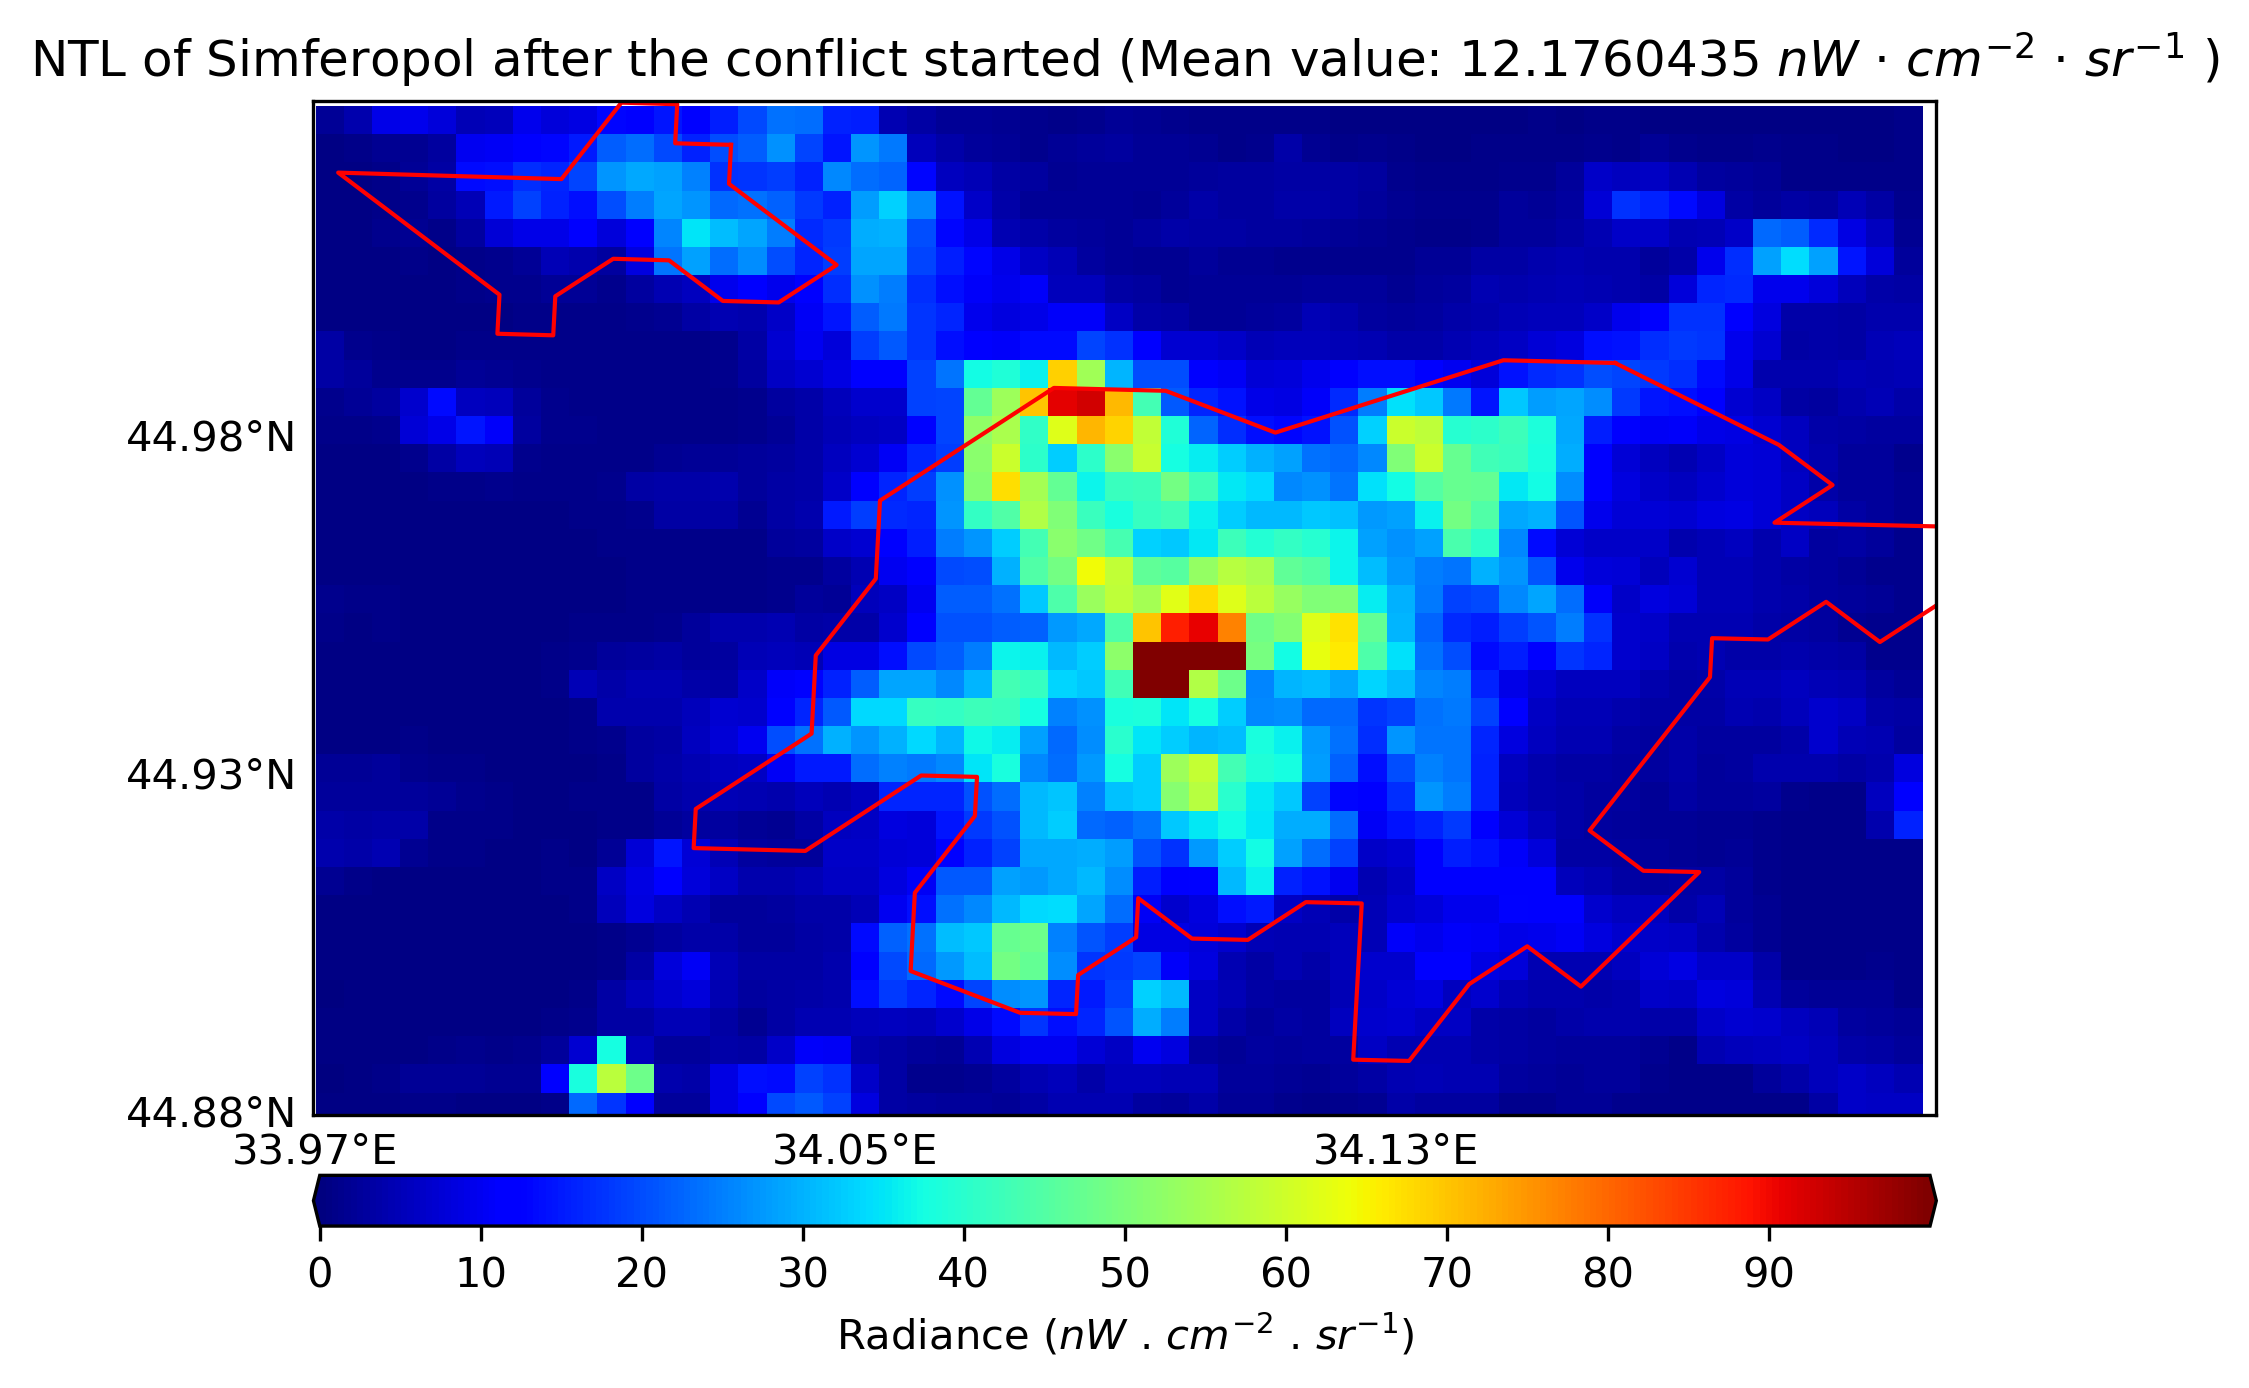 NTL of Simferopol after the conflict started (Mean value: 12.1760435 nW · cm⁻² · sr⁻¹ )
44.98°N
44.93°N
44.88°N
33.97°E 34.05°E 34.13°E
0 10 20 30 40 50 60 70 80 90
Radiance (nW . cm⁻² . sr⁻¹)